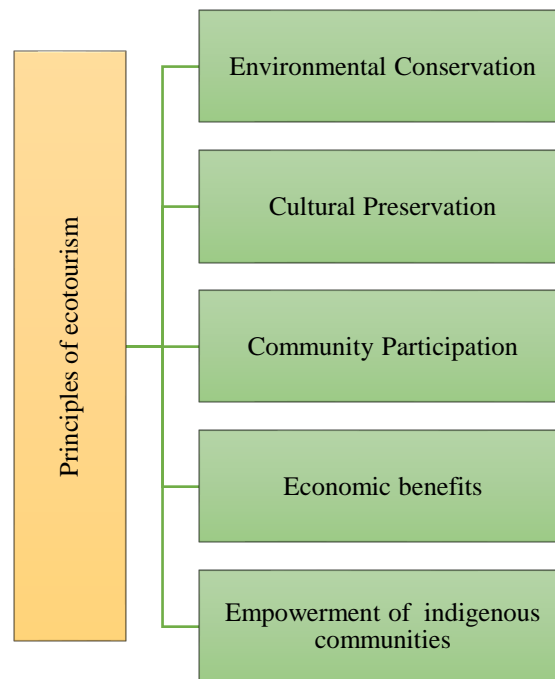 Principles of ecotourism
Environmental Conservation
Cultural Preservation
Community Participation
Economic benefits
Empowerment of  indigenous
communities